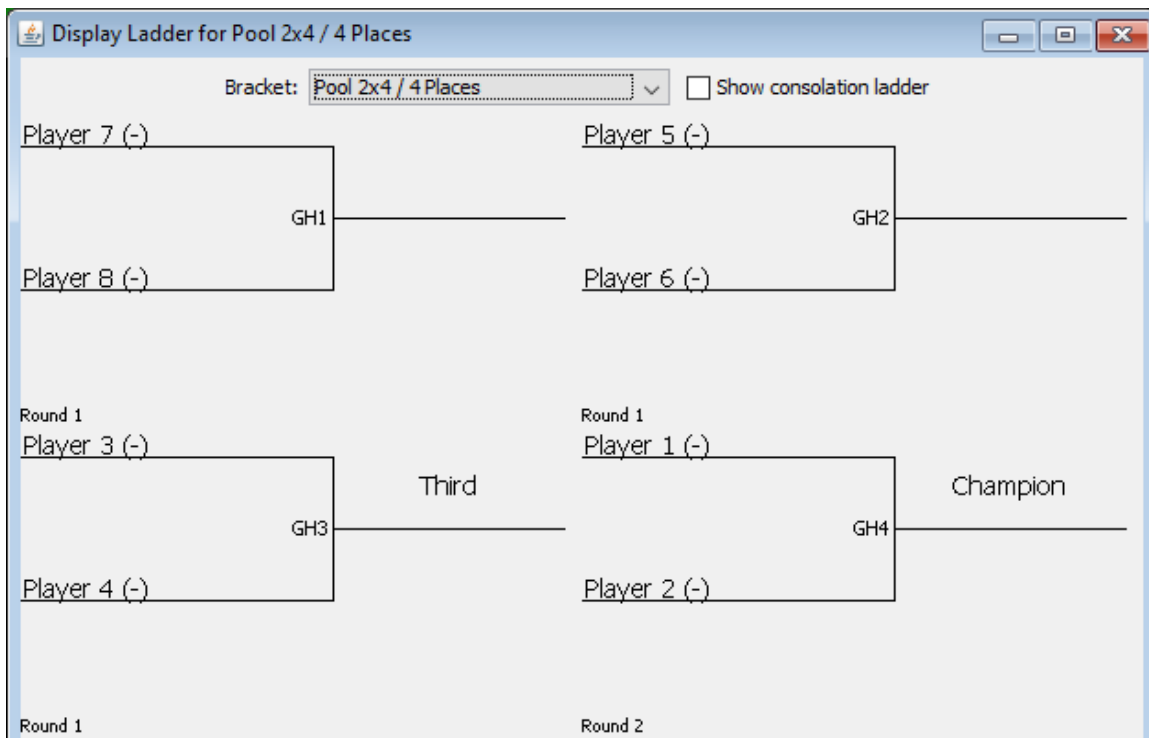 Display Ladder for Pool 2x4 / 4 Places
Bracket: Pool 2x4 / 4 Places Show consolation ladder
Player 7 (-)
GH1
Player 8 (-)
Round 1
Player 5 (-)
GH2
Player 6 (-)
Round 1
Player 3 (-)
Third
GH3
Player 4 (-)
Round 1
Player 1 (-)
Champion
GH4
Player 2 (-)
Round 2